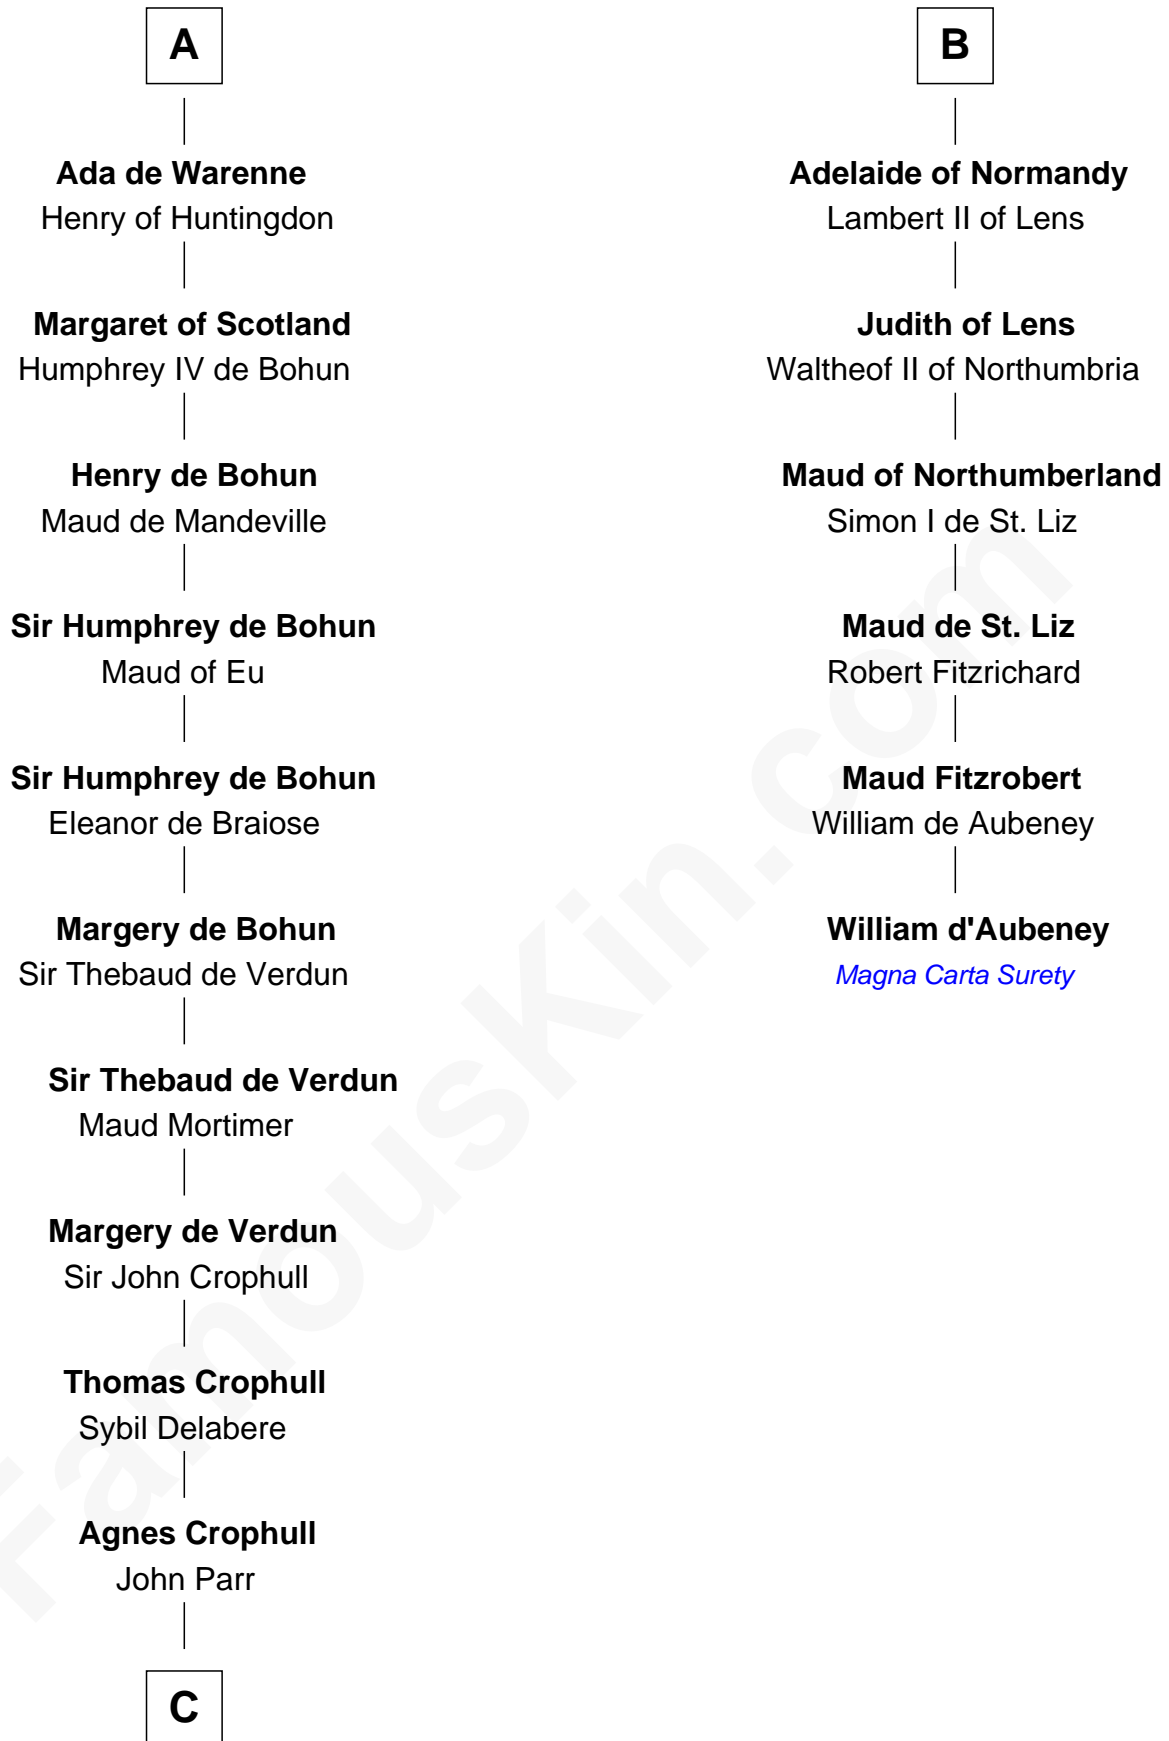 A
Ada de Warenne
Henry of Huntingdon
Margaret of Scotland
Humphrey IV de Bohun
Henry de Bohun
Maud de Mandeville
Sir Humphrey de Bohun
Maud of Eu
Sir Humphrey de Bohun
Eleanor de Braiose
Margery de Bohun
Sir Thebaud de Verdun
Sir Thebaud de Verdun
Maud Mortimer
Margery de Verdun
Sir John Crophull
Thomas Crophull
Sybil Delabere
Agnes Crophull
John Parr
C
B
Adelaide of Normandy
Lambert II of Lens
Judith of Lens
Waltheof II of Northumbria
Maud of Northumberland
Simon I de St. Liz
Maud de St. Liz
Robert Fitzrichard
Maud Fitzrobert
William de Aubeney
William d'Aubeney
Magna Carta Surety
FamousKin.com